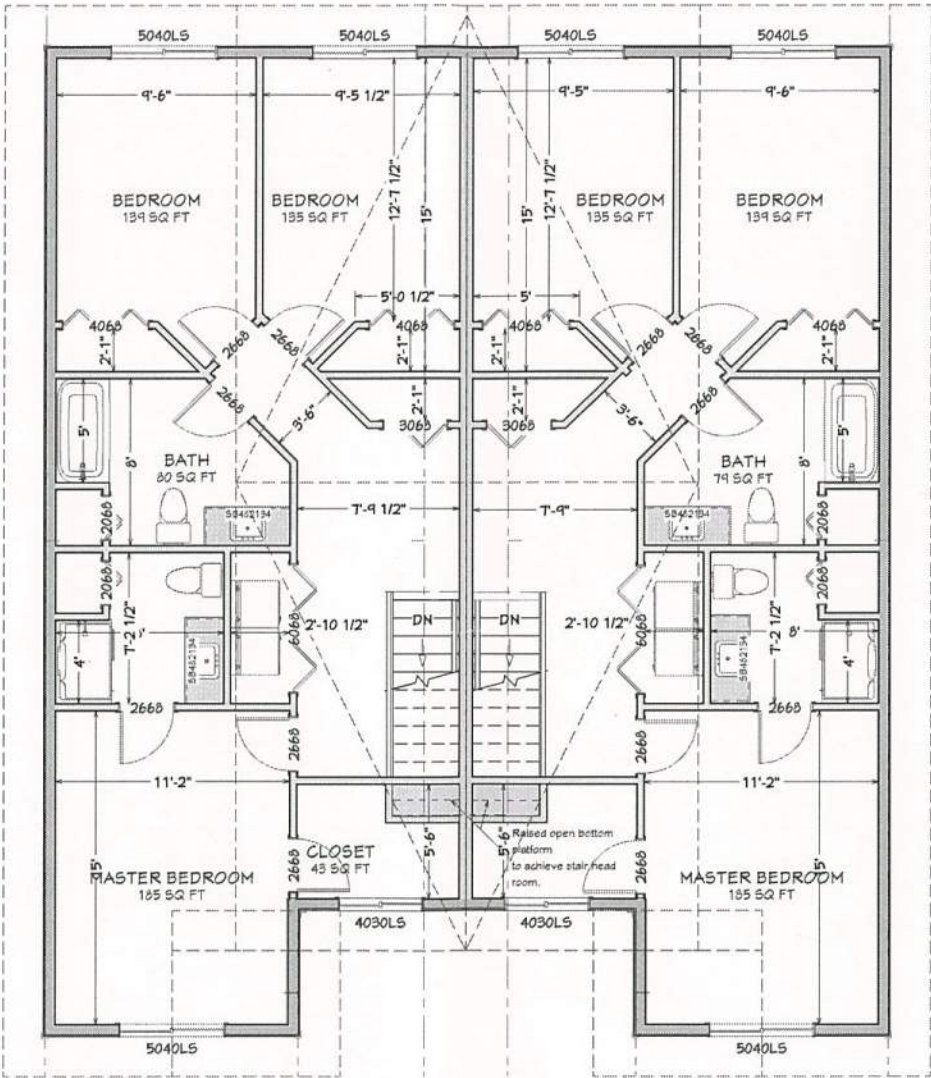 5040LS
5040LS
5040LS
5040LS
9'-6"
9'-5 1/2"
9'-5"
9'-6"
12'-7 1/2"
15'
15'
12'-7 1/2"
BEDROOM
139 SQ FT
BEDROOM
135 SQ FT
BEDROOM
135 SQ FT
BEDROOM
139 SQ FT
5'-0 1/2"
5'
4068
4068
4068
4068
2'-1"
2668
2668
2'-1"
2'-1"
2668
2668
2'-1"
2668
2668
2'-1"
2'-1"
3'-6"
3068
3068
3'-6"
5'
8'
8'
5'
BATH
80 SQ FT
BATH
79 SQ FT
2068
SB482134
7'-9 1/2"
7'-9"
SB482134
2068
2068
7'-2 1/2"
6068
2'-10 1/2"
DN
DN
2'-10 1/2"
6068
7'-2 1/2"
2068
4'
SB482134
SB482134
8'
4'
2668
2668
2668
2668
11'-2"
11'-2"
15'
15'
5'-6"
5'-6"
Raised open bottom
platform
to achieve stair head
room.
2668
CLOSET
43 SQ FT
2668
MASTER BEDROOM
185 SQ FT
MASTER BEDROOM
185 SQ FT
4030LS
4030LS
5040LS
5040LS